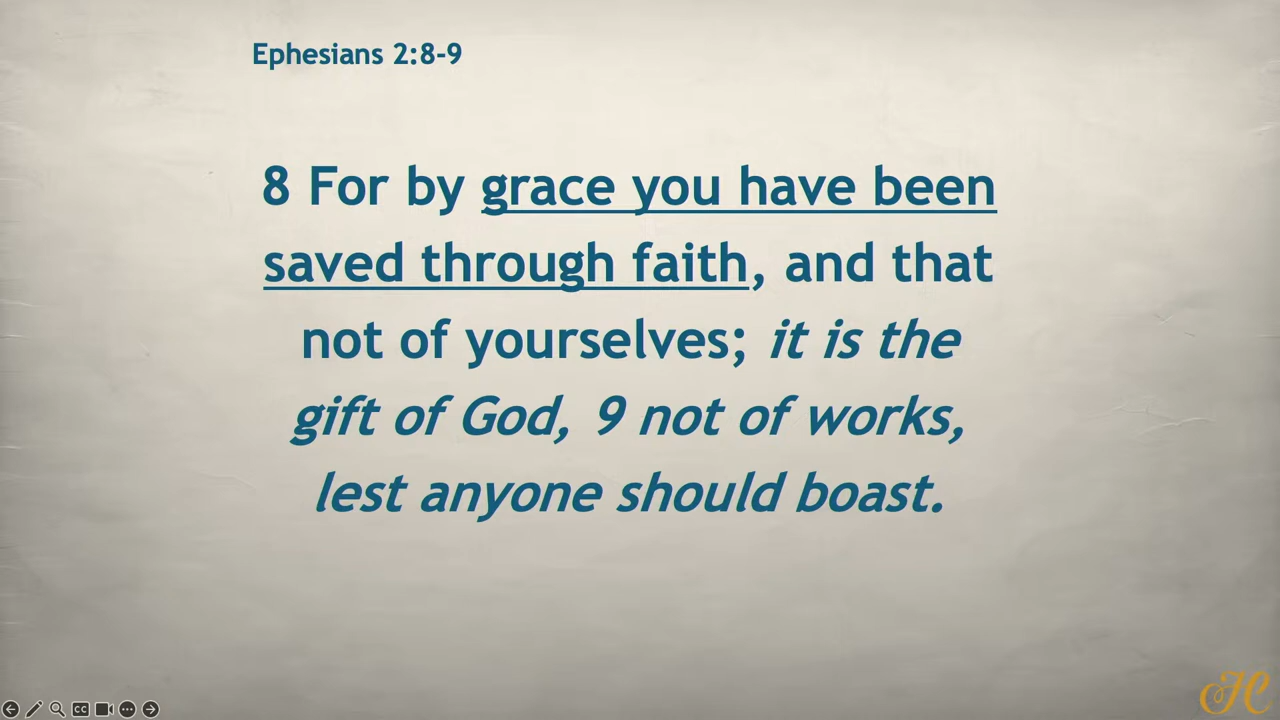 Ephesians 2:8-9
8 For by grace you have been
saved through faith, and that
not of yourselves; it is the
gift of God, 9 not of works,
lest anyone should boast.
CC
H